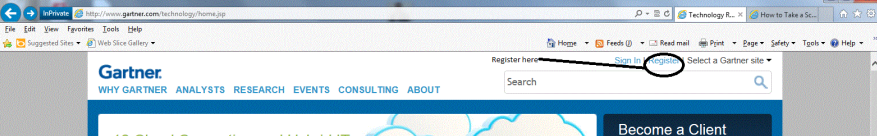 InPrivate http://www.gartner.com/technology/home.jsp Technology R... How to Take a Sc...
File Edit View Favorites Tools Help
Suggested Sites Web Slice Gallery Home Feeds (J) Read mail Print Page Safety Tools Help
Register here Sign In | Register | Select a Gartner site
Gartner.
Search
WHY GARTNER ANALYSTS RESEARCH EVENTS CONSULTING ABOUT
Become a Client